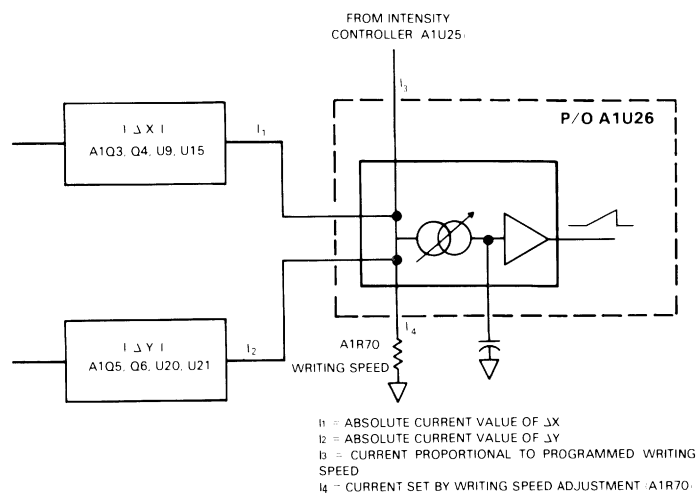 FROM INTENSITY
CONTROLLER A1U25)
I3
P/O A1U26
| ΔX |
A1Q3, Q4, U9, U15
I1
| ΔY |
A1Q5, Q6, U20, U21
I2
I4
A1R70
WRITING SPEED
I1 = ABSOLUTE CURRENT VALUE OF ΔX
I2 = ABSOLUTE CURRENT VALUE OF ΔY
I3 = CURRENT PROPORTIONAL TO PROGRAMMED WRITING
SPEED
I4 = CURRENT SET BY WRITING SPEED ADJUSTMENT (A1R70)